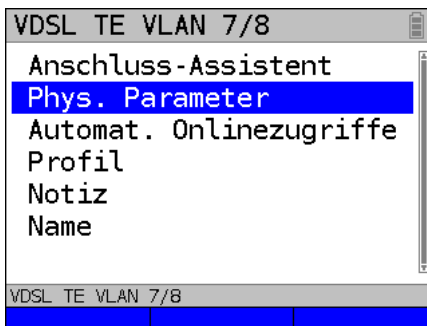 VDSL TE VLAN 7/8
Anschluss-Assistent
Phys. Parameter
Automat. Onlinezugriffe
Profil
Notiz
Name
VDSL TE VLAN 7/8